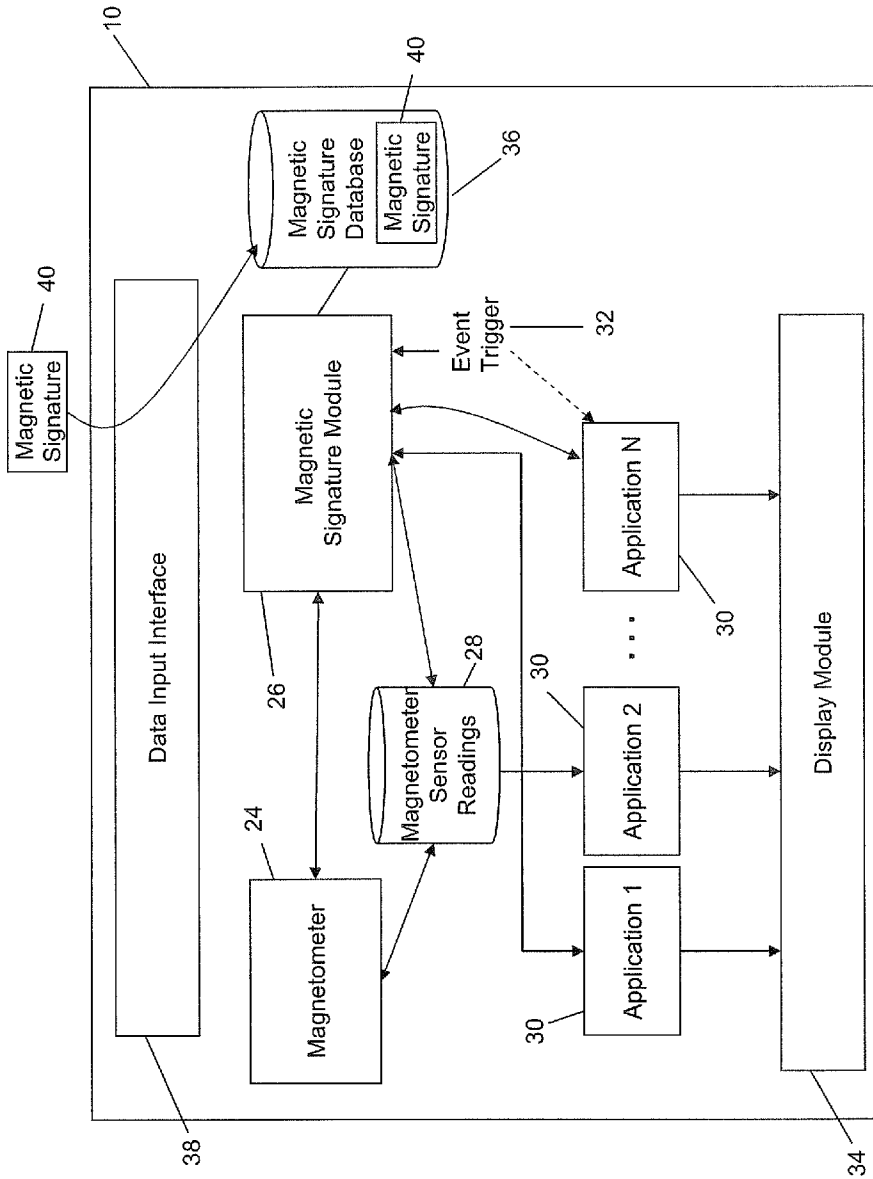 10
40
Magnetic
Signature
38
Data Input Interface
24
Magnetometer
26
Magnetic
Signature Module
Magnetic
Signature
Database
40
Magnetic
Signature
36
28
Magnetometer
Sensor
Readings
Event
Trigger
32
30
Application 1
30
Application 2
. . .
Application N
30
34
Display Module